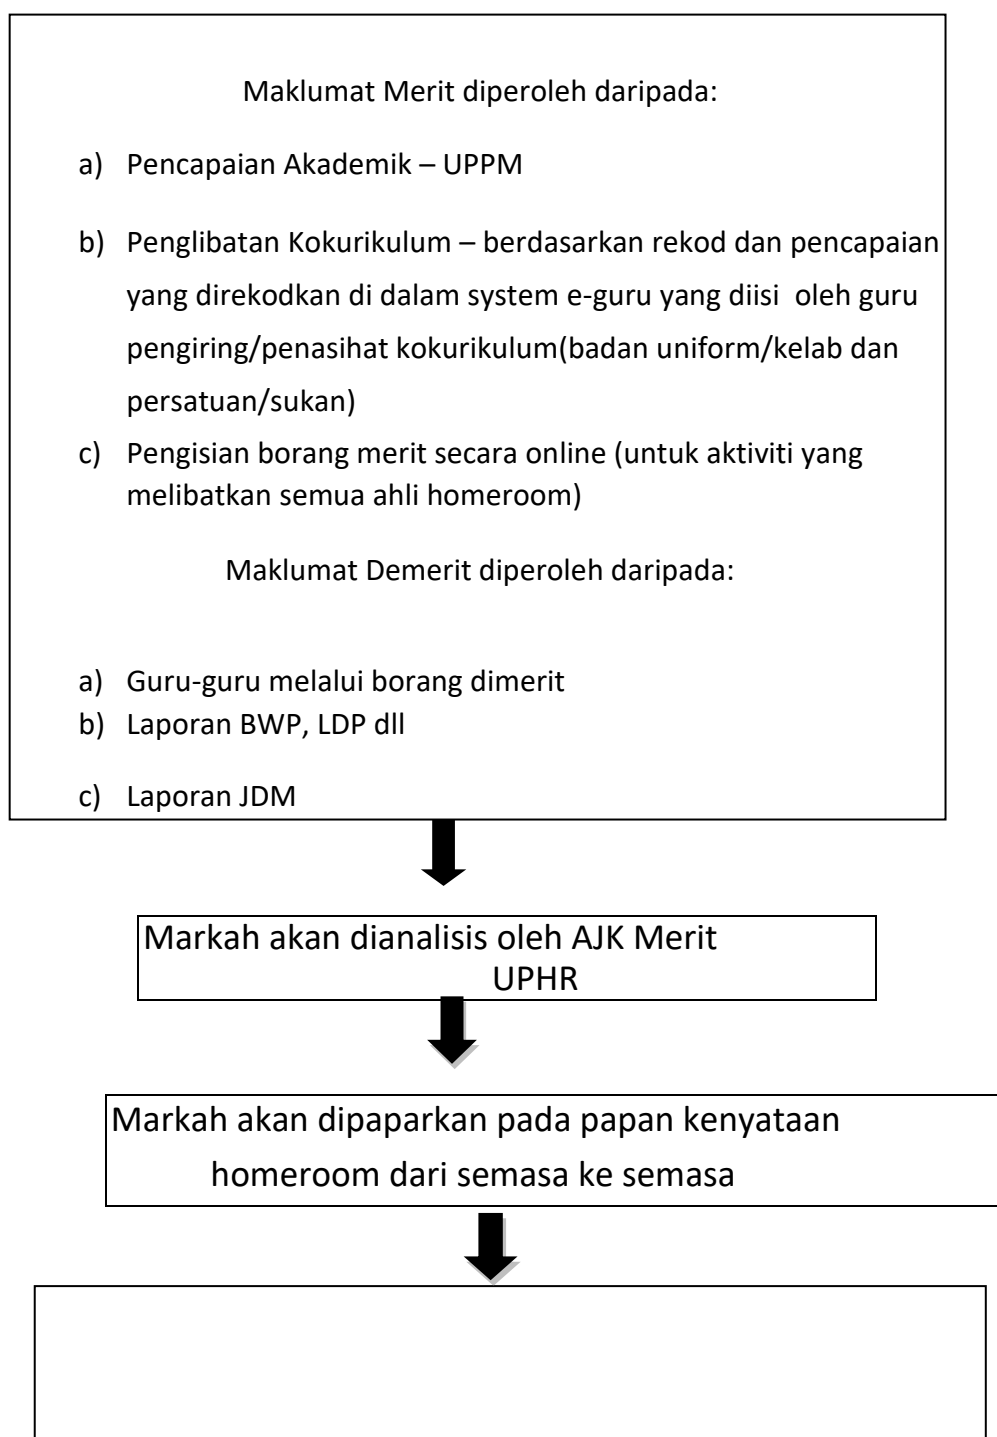 Maklumat Merit diperoleh daripada:
a) Pencapaian Akademik – UPPM
b) Penglibatan Kokurikulum – berdasarkan rekod dan pencapaian
yang direkodkan di dalam system e-guru yang diisi  oleh guru
pengiring/penasihat kokurikulum(badan uniform/kelab dan
persatuan/sukan)
c) Pengisian borang merit secara online (untuk aktiviti yang
melibatkan semua ahli homeroom)
Maklumat Demerit diperoleh daripada:
a) Guru-guru melalui borang dimerit
b) Laporan BWP, LDP dll
c) Laporan JDM
Markah akan dianalisis oleh AJK Merit
UPHR
Markah akan dipaparkan pada papan kenyataan
homeroom dari semasa ke semasa